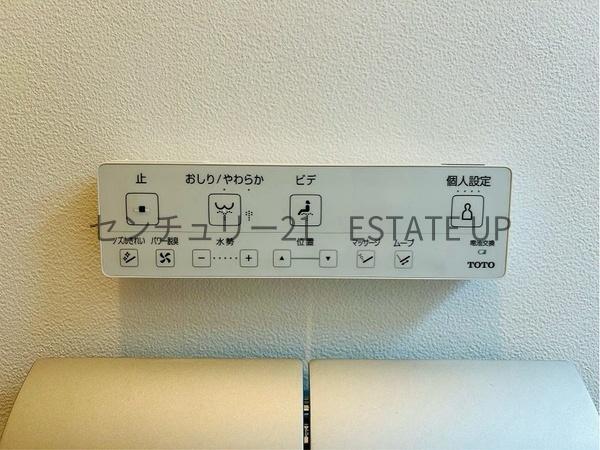 止 おしり/やわらか ビデ 個人設定
センチュリー21 ESTATE UP
ノズルきれい パワー脱臭 水勢 位置 マッサージ ムーブ 電池交換
- + ▲ ▼
TOTO